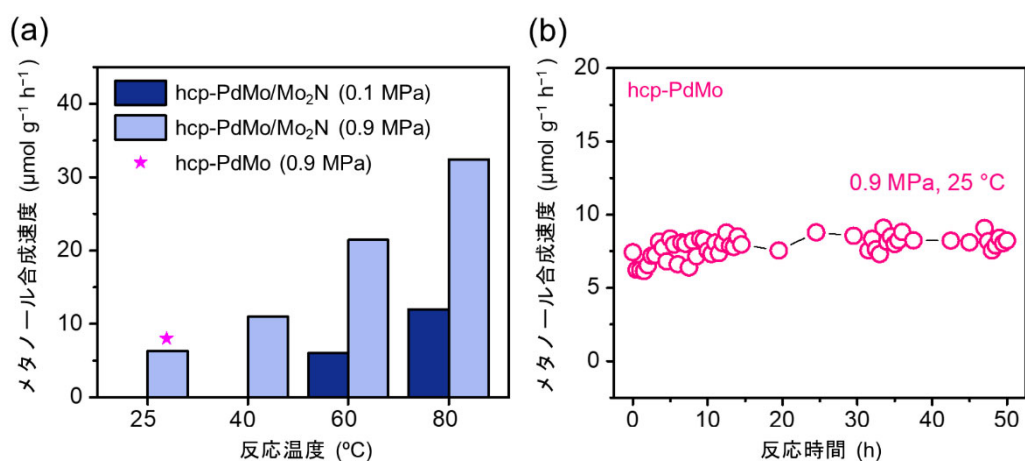 (a)
メタノール合成速度 (μmol g⁻¹ h⁻¹)
40
30
20
10
0
hcp-PdMo/Mo₂N (0.1 MPa)
hcp-PdMo/Mo₂N (0.9 MPa)
★ hcp-PdMo (0.9 MPa)
25 40 60 80
反応温度 (ºC)
(b)
メタノール合成速度 (μmol g⁻¹ h⁻¹)
20
15
10
5
0
hcp-PdMo
0.9 MPa, 25 °C
0 10 20 30 40 50
反応時間 (h)